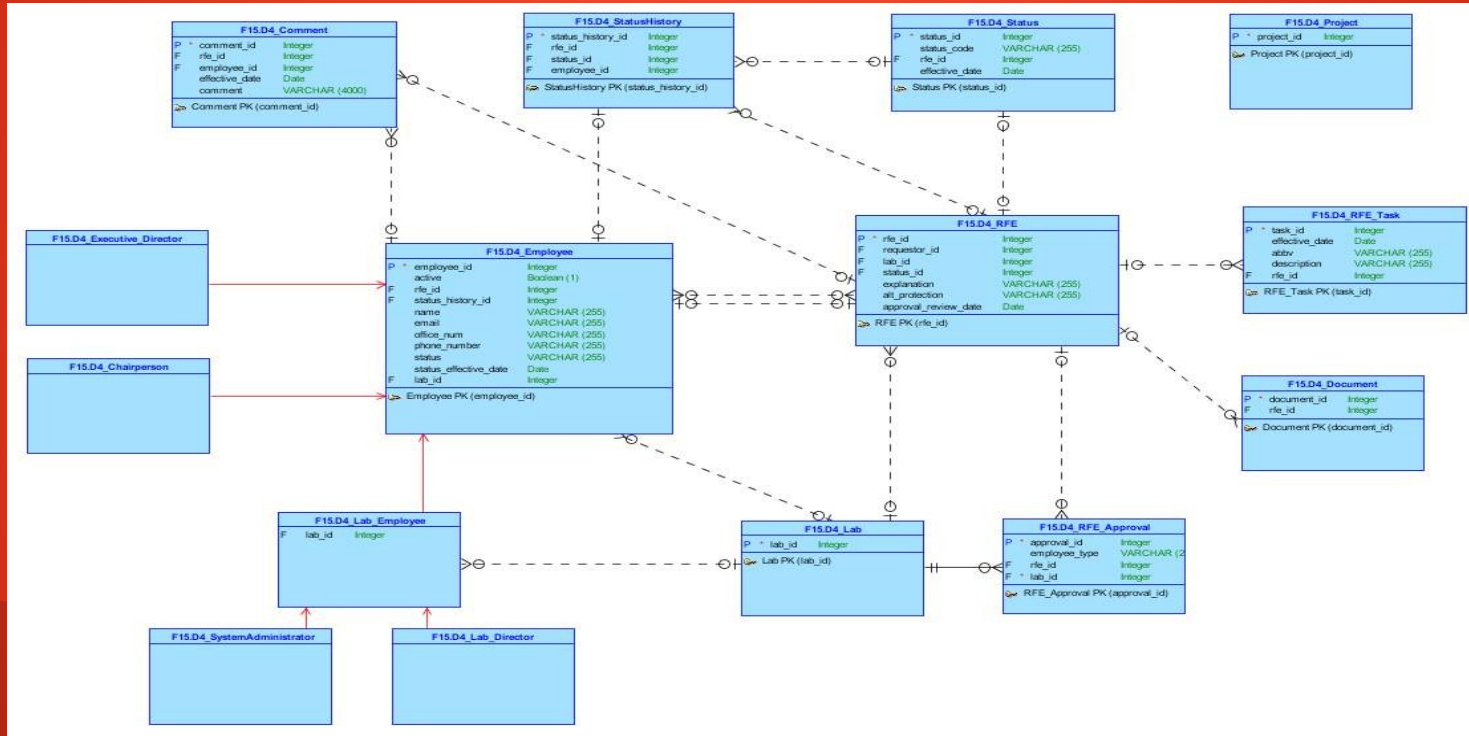 F15.D4_Comment
P * comment_id Integer
F rfe_id Integer
F employee_id Integer
effective_date Date
comment VARCHAR (4000)
Comment PK (comment_id)
F15.D4_StatusHistory
P * status_history_id Integer
F rfe_id Integer
F status_id Integer
F employee_id Integer
StatusHistory PK (status_history_id)
F15.D4_Status
P * status_id Integer
status_code VARCHAR (255)
F rfe_id Integer
effective_date Date
Status PK (status_id)
F15.D4_Project
P * project_id Integer
Project PK (project_id)
F15.D4_Executive_Director
F15.D4_Chairperson
F15.D4_Employee
P * employee_id Integer
active Boolean (1)
F rfe_id Integer
F status_history_id Integer
name VARCHAR (255)
email VARCHAR (255)
office_num VARCHAR (255)
phone_number VARCHAR (255)
status VARCHAR (255)
status_effective_date Date
F lab_id Integer
Employee PK (employee_id)
F15.D4_RFE
P * rfe_id Integer
F requestor_id Integer
F lab_id Integer
F status_id Integer
explanation VARCHAR (255)
alt_protection VARCHAR (255)
approval_review_date Date
RFE PK (rfe_id)
F15.D4_RFE_Task
P * task_id Integer
effective_date Date
abbv VARCHAR (255)
description VARCHAR (255)
F rfe_id Integer
RFE_Task PK (task_id)
F15.D4_Document
P * document_id Integer
F rfe_id Integer
Document PK (document_id)
F15.D4_Lab_Employee
F lab_id Integer
F15.D4_Lab
P * lab_id Integer
Lab PK (lab_id)
F15.D4_RFE_Approval
P * approval_id Integer
employee_type VARCHAR (2
F rfe_id Integer
F * lab_id Integer
RFE_Approval PK (approval_id)
F15.D4_SystemAdministrator
F15.D4_Lab_Director